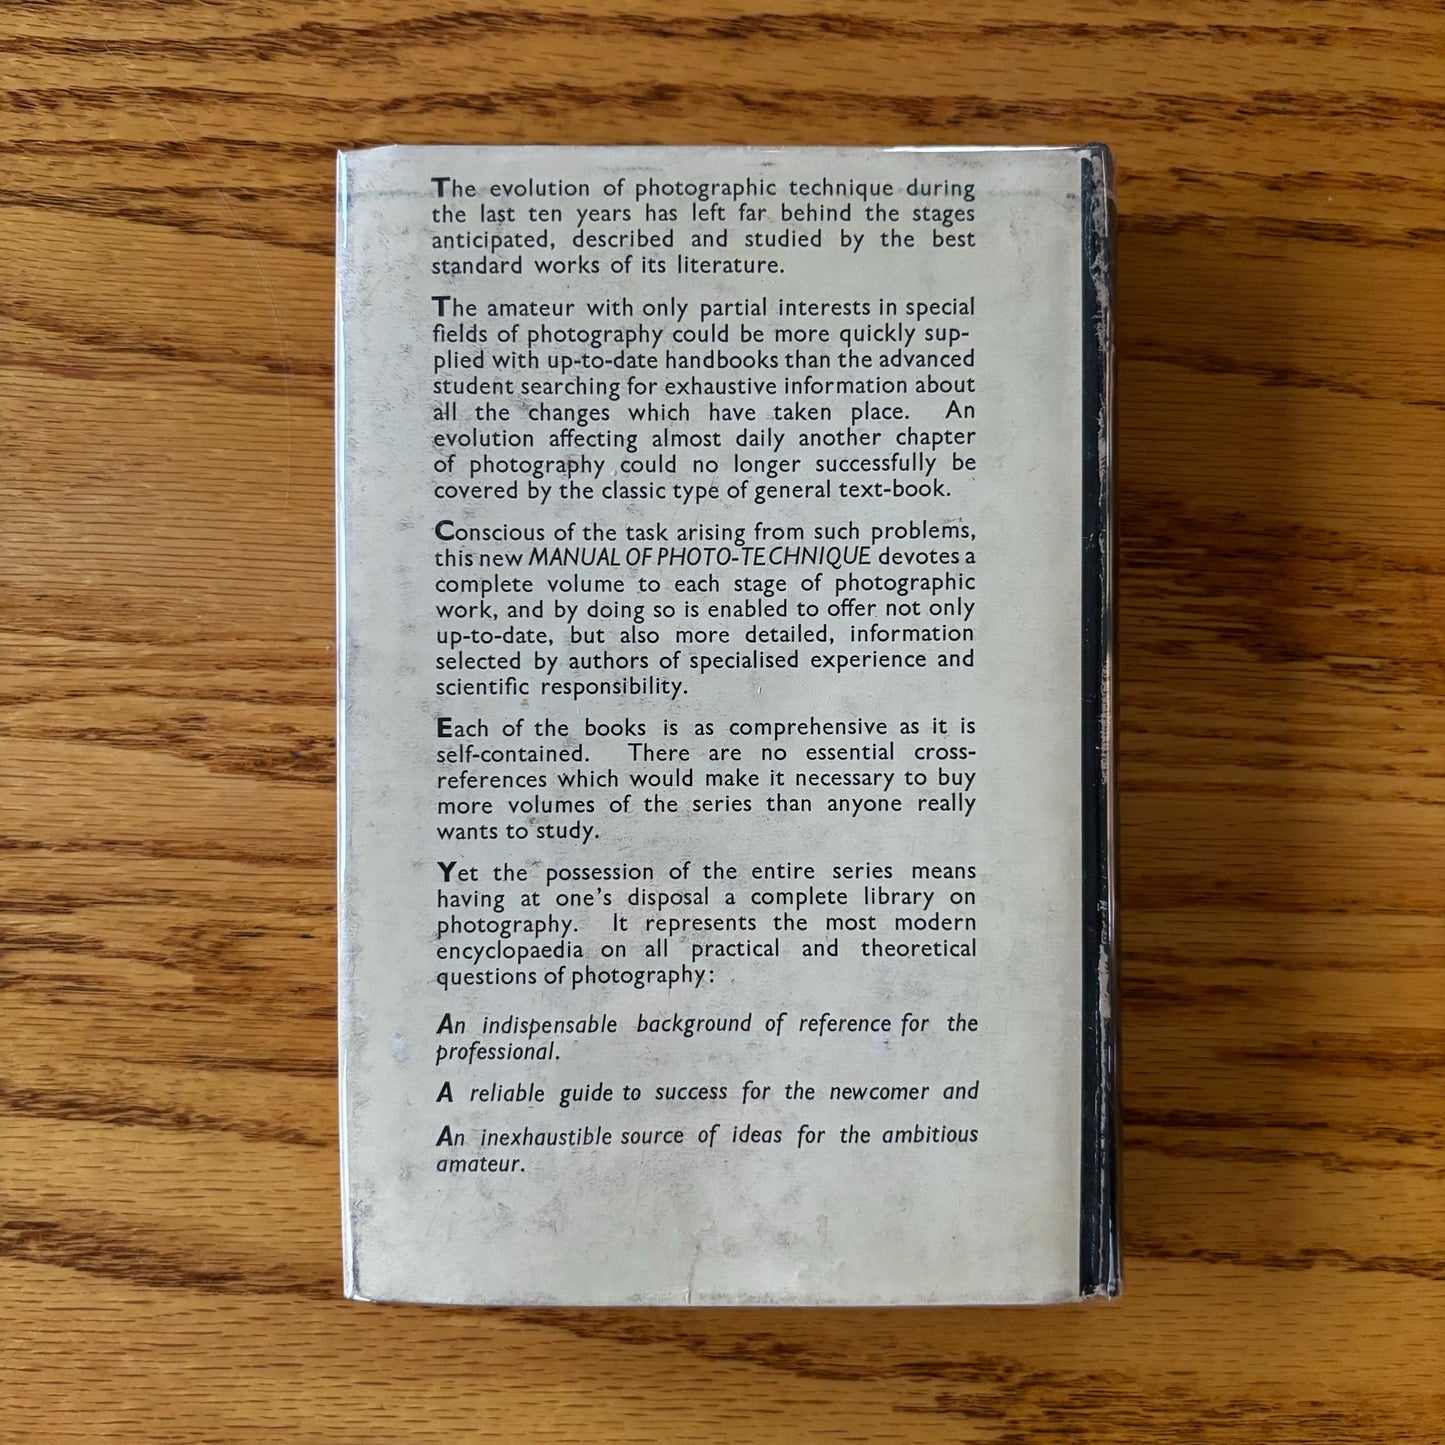 The evolution of photographic technique during
the last ten years has left far behind the stages
anticipated, described and studied by the best
standard works of its literature.
The amateur with only partial interests in special
fields of photography could be more quickly sup-
plied with up-to-date handbooks than the advanced
student searching for exhaustive information about
all the changes which have taken place. An
evolution affecting almost daily another chapter
of photography could no longer successfully be
covered by the classic type of general text-book.
Conscious of the task arising from such problems,
this new MANUAL OF PHOTO-TECHNIQUE devotes a
complete volume to each stage of photographic
work, and by doing so is enabled to offer not only
up-to-date, but also more detailed, information
selected by authors of specialised experience and
scientific responsibility.
Each of the books is as comprehensive as it is
self-contained. There are no essential cross-
references which would make it necessary to buy
more volumes of the series than anyone really
wants to study.
Yet the possession of the entire series means
having at one's disposal a complete library on
photography. It represents the most modern
encyclopaedia on all practical and theoretical
questions of photography:
An indispensable background of reference for the
professional.
A reliable guide to success for the newcomer and
An inexhaustible source of ideas for the ambitious
amateur.